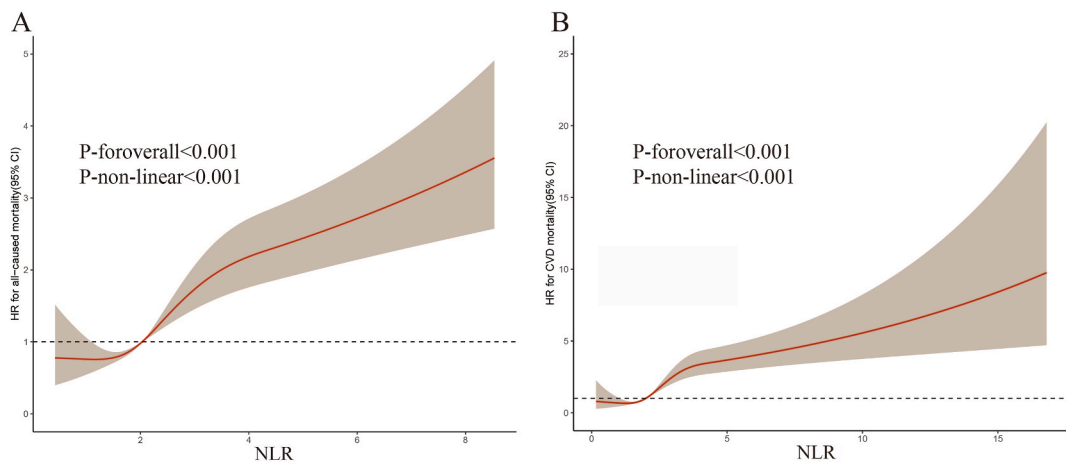 A
HR for all-caused mortality(95% CI)
5
4
3
2
1
0
P-foroverall<0.001
P-non-linear<0.001
2
4
6
8
NLR
B
HR for CVD mortality(95% CI)
25
20
15
10
5
0
P-foroverall<0.001
P-non-linear<0.001
0
5
10
15
NLR